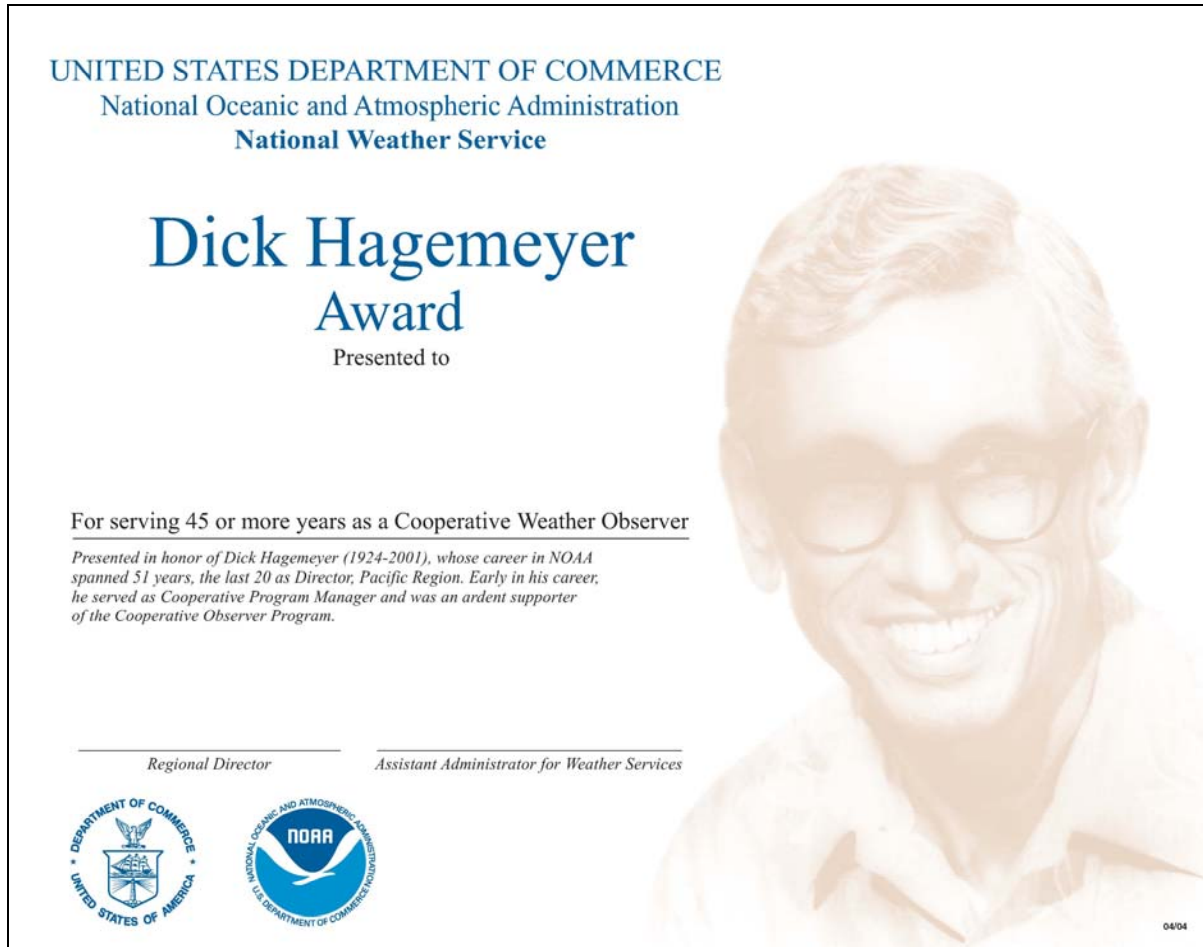 UNITED STATES DEPARTMENT OF COMMERCE
National Oceanic and Atmospheric Administration
National Weather Service
Dick Hagemeyer
Award
Presented to
For serving 45 or more years as a Cooperative Weather Observer
Presented in honor of Dick Hagemeyer (1924-2001), whose career in NOAA
spanned 51 years, the last 20 as Director, Pacific Region. Early in his career,
he served as Cooperative Program Manager and was an ardent supporter
of the Cooperative Observer Program.
Regional Director
Assistant Administrator for Weather Services
DEPARTMENT OF COMMERCE
UNITED STATES OF AMERICA
NATIONAL OCEANIC AND ATMOSPHERIC ADMINISTRATION
NOAA
U.S. DEPARTMENT OF COMMERCE
04/04